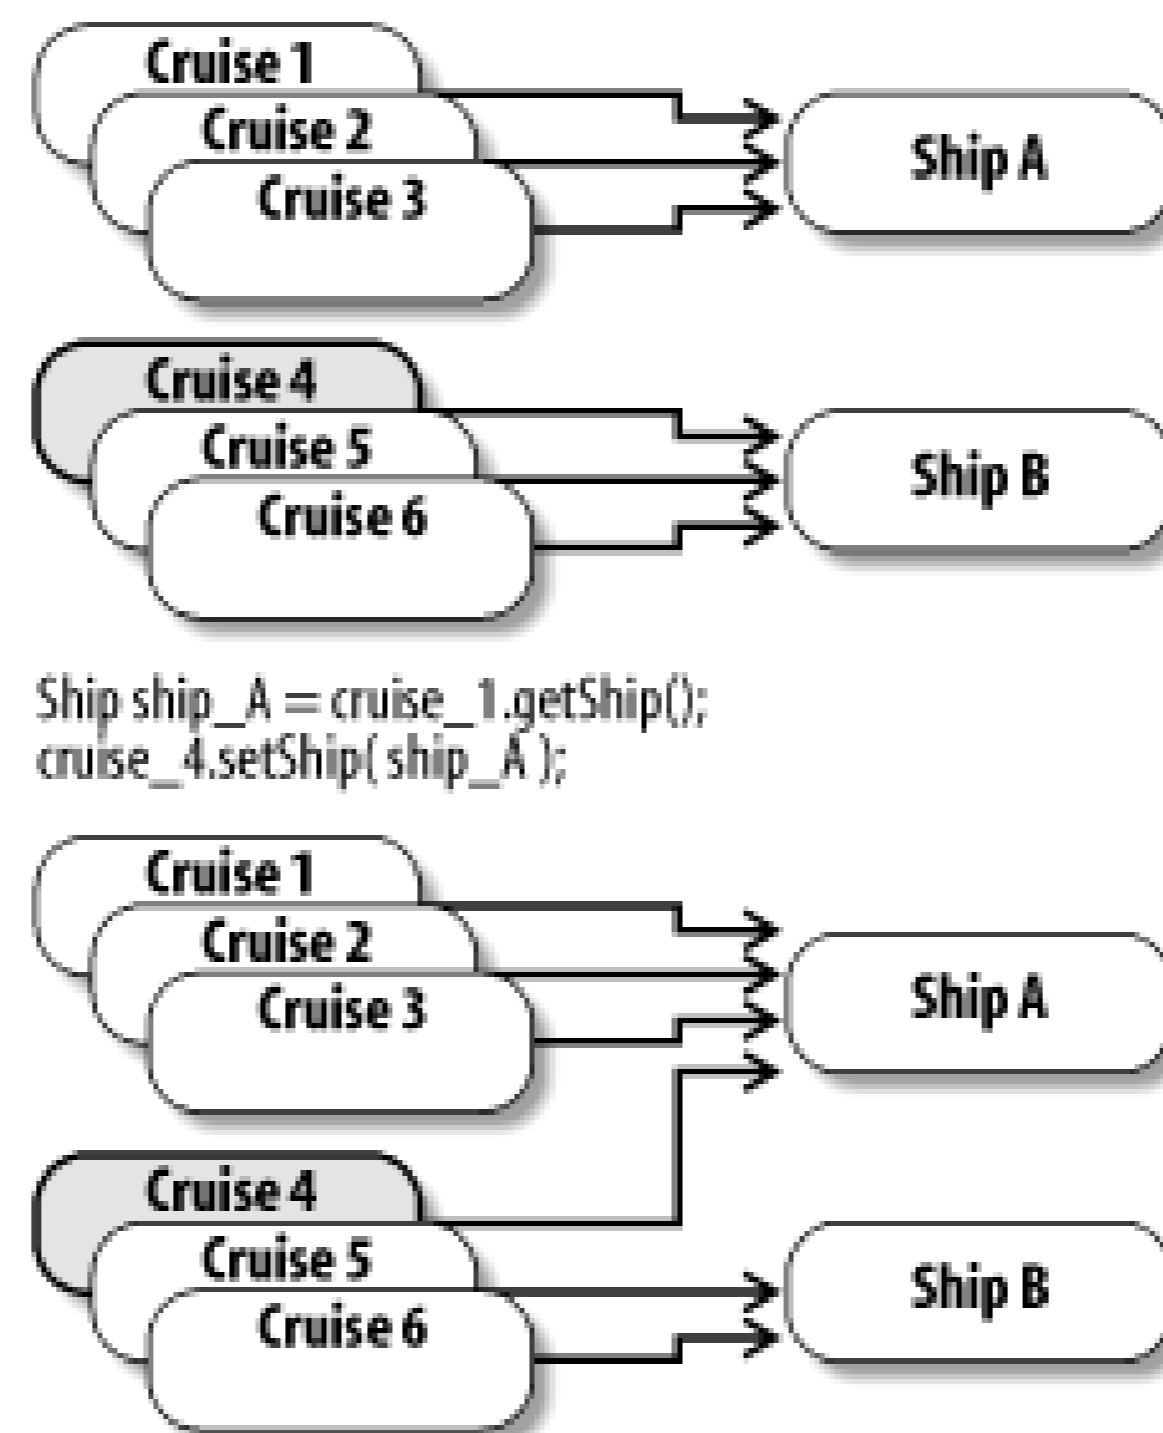 Cruise 1
Cruise 2
Cruise 3
Ship A
Cruise 4
Cruise 5
Cruise 6
Ship B
Ship ship_A = cruise_1.getShip();
cruise_4.setShip( ship_A );
Cruise 1
Cruise 2
Cruise 3
Ship A
Cruise 4
Cruise 5
Cruise 6
Ship B